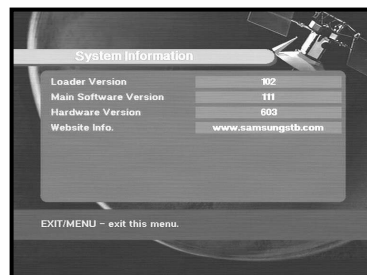 System Information
Loader Version 102
Main Software Version 111
Hardware Version 603
Website Info. www.samsungstb.com
EXIT/MENU - exit this menu.